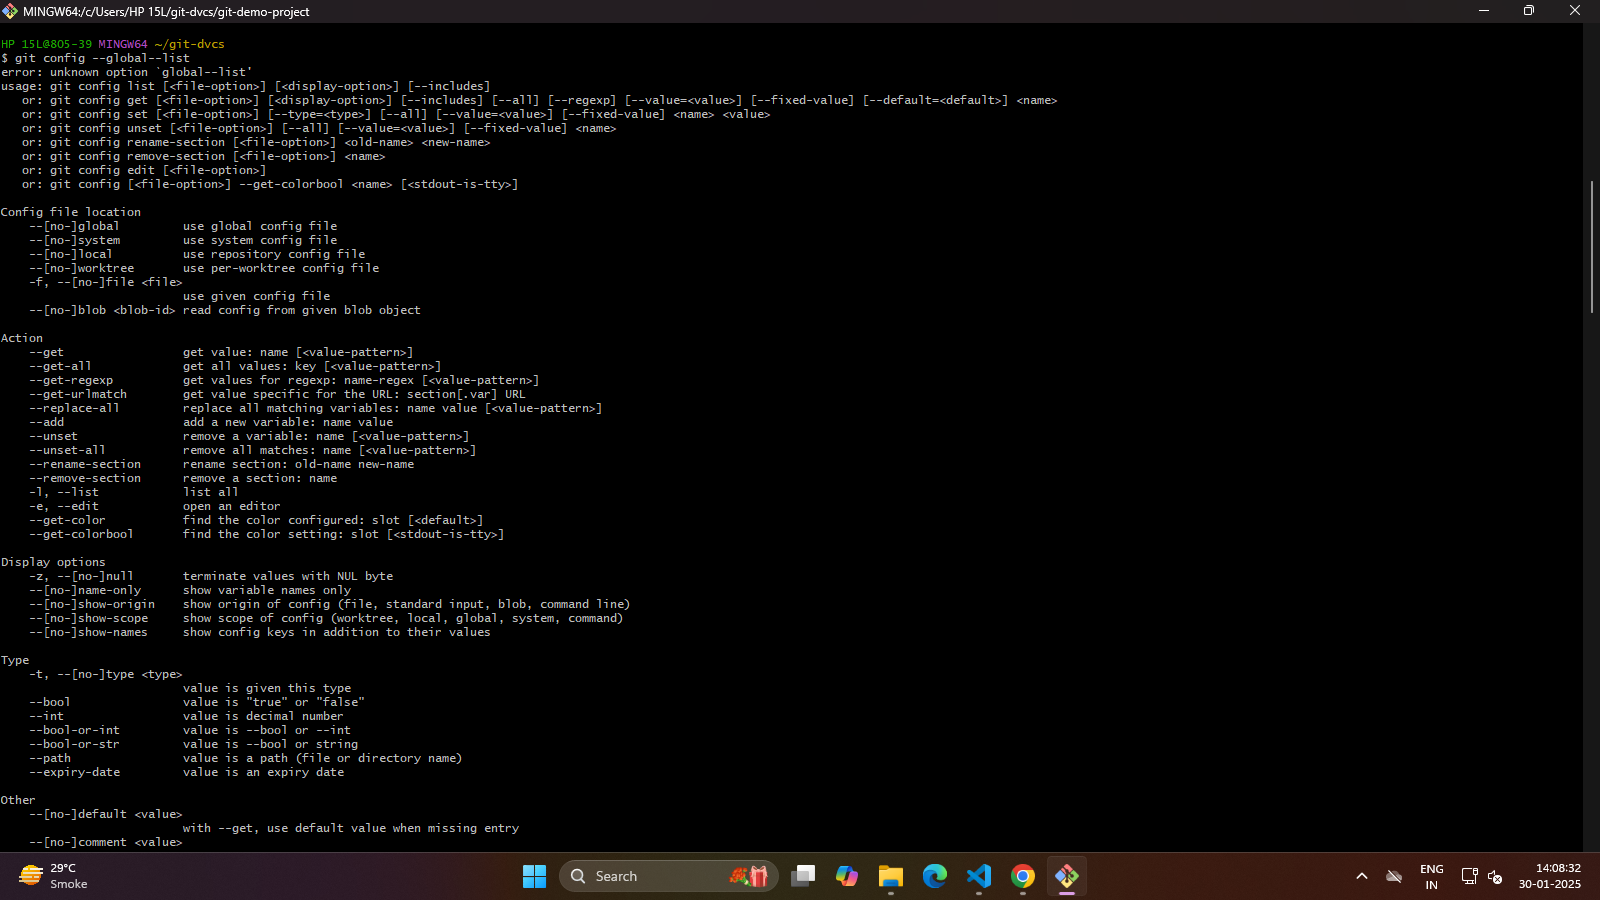 MINGW64:/c/Users/HP 15L/git-dvcs/git-demo-project
HP 15L@805-39 MINGW64 ~/git-dvcs
$ git config --global--list
error: unknown option `global--list'
usage: git config list [<file-option>] [<display-option>] [--includes]
   or: git config get [<file-option>] [<display-option>] [--includes] [--all] [--regexp] [--value=<value>] [--fixed-value] [--default=<default>] <name>
   or: git config set [<file-option>] [--type=<type>] [--all] [--value=<value>] [--fixed-value] <name> <value>
   or: git config unset [<file-option>] [--all] [--value=<value>] [--fixed-value] <name>
   or: git config rename-section [<file-option>] <old-name> <new-name>
   or: git config remove-section [<file-option>] <name>
   or: git config edit [<file-option>]
   or: git config [<file-option>] --get-colorbool <name> [<stdout-is-tty>]

Config file location
    --[no-]global         use global config file
    --[no-]system         use system config file
    --[no-]local          use repository config file
    --[no-]worktree       use per-worktree config file
    -f, --[no-]file <file>
                          use given config file
    --[no-]blob <blob-id> read config from given blob object

Action
    --get                 get value: name [<value-pattern>]
    --get-all             get all values: key [<value-pattern>]
    --get-regexp          get values for regexp: name-regex [<value-pattern>]
    --get-urlmatch        get value specific for the URL: section[.var] URL
    --replace-all         replace all matching variables: name value [<value-pattern>]
    --add                 add a new variable: name value
    --unset               remove a variable: name [<value-pattern>]
    --unset-all           remove all matches: name [<value-pattern>]
    --rename-section      rename section: old-name new-name
    --remove-section      remove a section: name
    -l, --list            list all
    -e, --edit            open an editor
    --get-color           find the color configured: slot [<default>]
    --get-colorbool       find the color setting: slot [<stdout-is-tty>]

Display options
    -z, --[no-]null       terminate values with NUL byte
    --[no-]name-only      show variable names only
    --[no-]show-origin    show origin of config (file, standard input, blob, command line)
    --[no-]show-scope     show scope of config (worktree, local, global, system, command)
    --[no-]show-names     show config keys in addition to their values

Type
    -t, --[no-]type <type>
                          value is given this type
    --bool                value is "true" or "false"
    --int                 value is decimal number
    --bool-or-int         value is --bool or --int
    --bool-or-str         value is --bool or string
    --path                value is a path (file or directory name)
    --expiry-date         value is an expiry date

Other
    --[no-]default <value>
                          with --get, use default value when missing entry
    --[no-]comment <value>
29°C
Smoke
Search
ENG
IN
14:08:32
30-01-2025